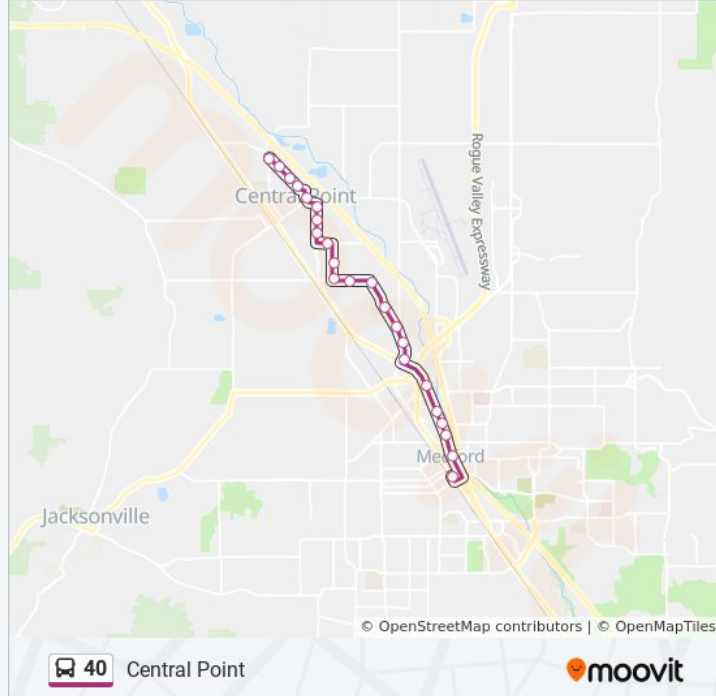 Rogue Valley Expressway
Central Point
Medford
Jacksonville
© OpenStreetMap contributors | © OpenMapTiles
40 Central Point
moovit